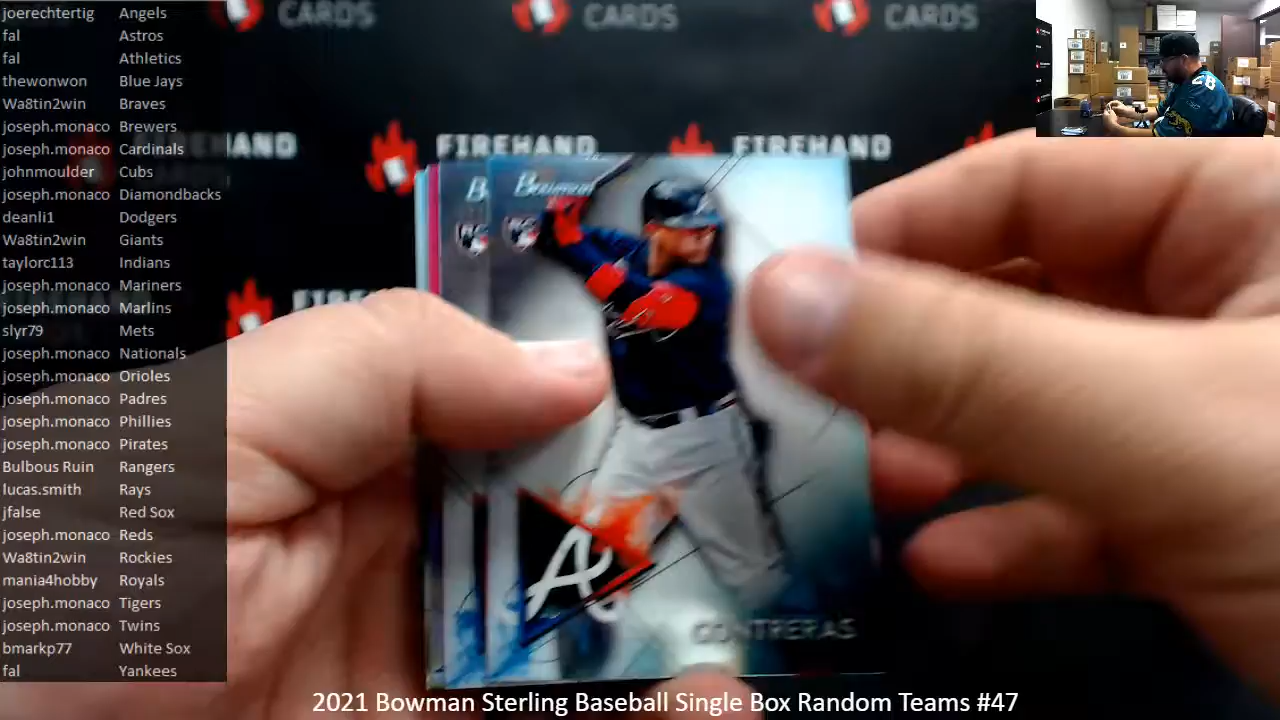 joerechtertig Angels
fal Astros
fal Athletics
thewonwon Blue Jays
Wa8tin2win Braves
joseph.monaco Brewers
joseph.monaco Cardinals
johnmoulder Cubs
joseph.monaco Diamondbacks
deanli1 Dodgers
Wa8tin2win Giants
taylorc113 Indians
joseph.monaco Mariners
joseph.monaco Marlins
slyr79 Mets
joseph.monaco Nationals
joseph.monaco Orioles
joseph.monaco Padres
joseph.monaco Phillies
joseph.monaco Pirates
Bulbous Ruin Rangers
lucas.smith Rays
jfalse Red Sox
joseph.monaco Reds
Wa8tin2win Rockies
mania4hobby Royals
joseph.monaco Tigers
joseph.monaco Twins
bmarkp77 White Sox
fal Yankees
CARDS CARDS CARDS
FIREHAND FIREHAND
Bowman
RC RC
A
CONTRERAS
28
2021 Bowman Sterling Baseball Single Box Random Teams #47